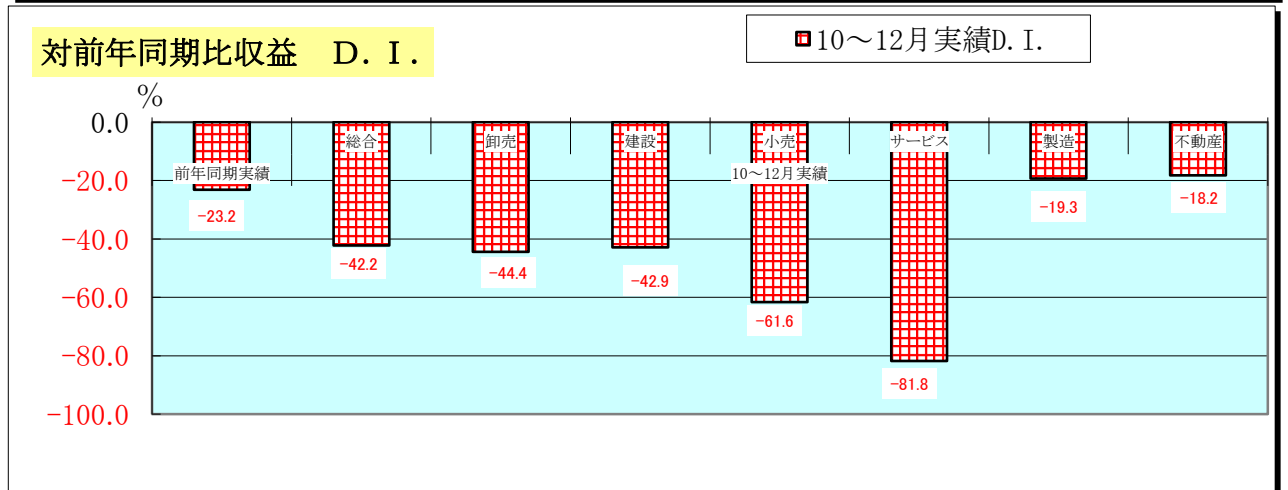 対前年同期比収益　D．I．
10～12月実績D.I.
%
0.0
-20.0
-40.0
-60.0
-80.0
-100.0
総合
卸売
建設
小売
サービス
製造
不動産
前年同期実績
10～12月実績
-23.2
-42.2
-44.4
-42.9
-61.6
-81.8
-19.3
-18.2